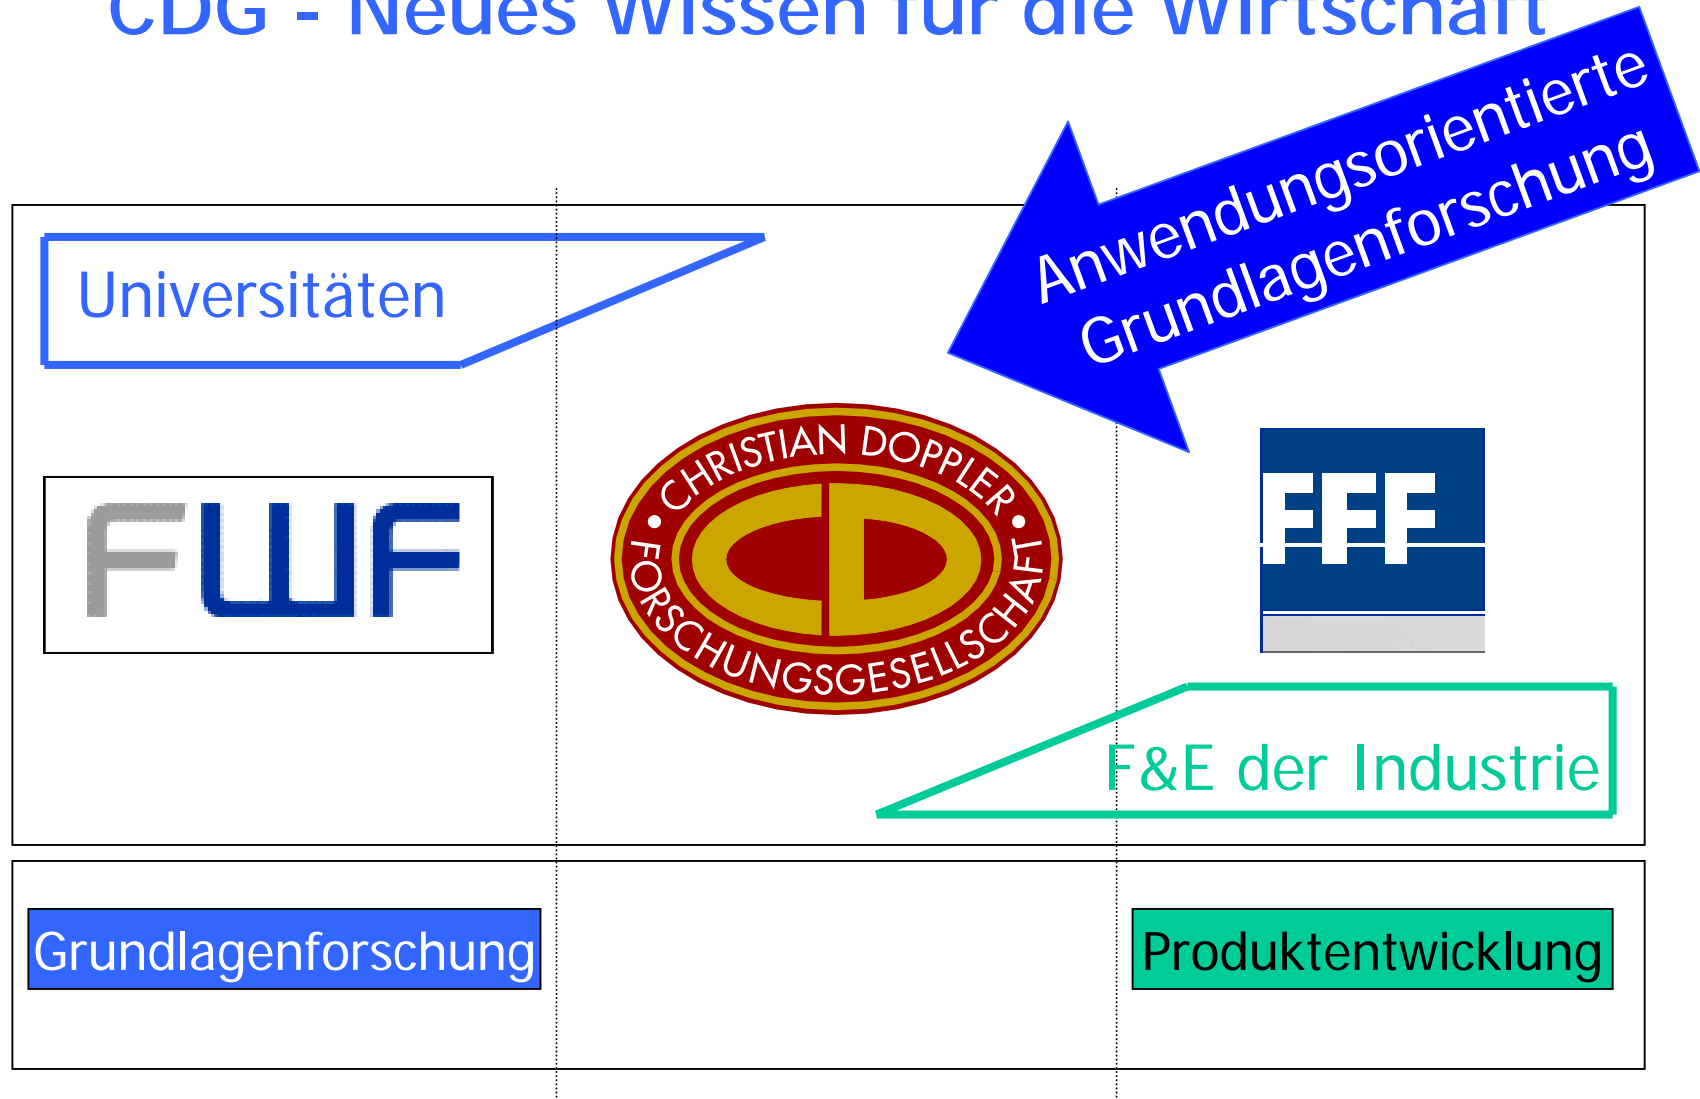 CDG - Neues Wissen für die Wirtschaft
Anwendungsorientierte
Grundlagenforschung
Universitäten
FWF
• CHRISTIAN DOPPLER •
FORSCHUNGSGESELLSCHAFT
CD
FFF
F&E der Industrie
Grundlagenforschung
Produktentwicklung